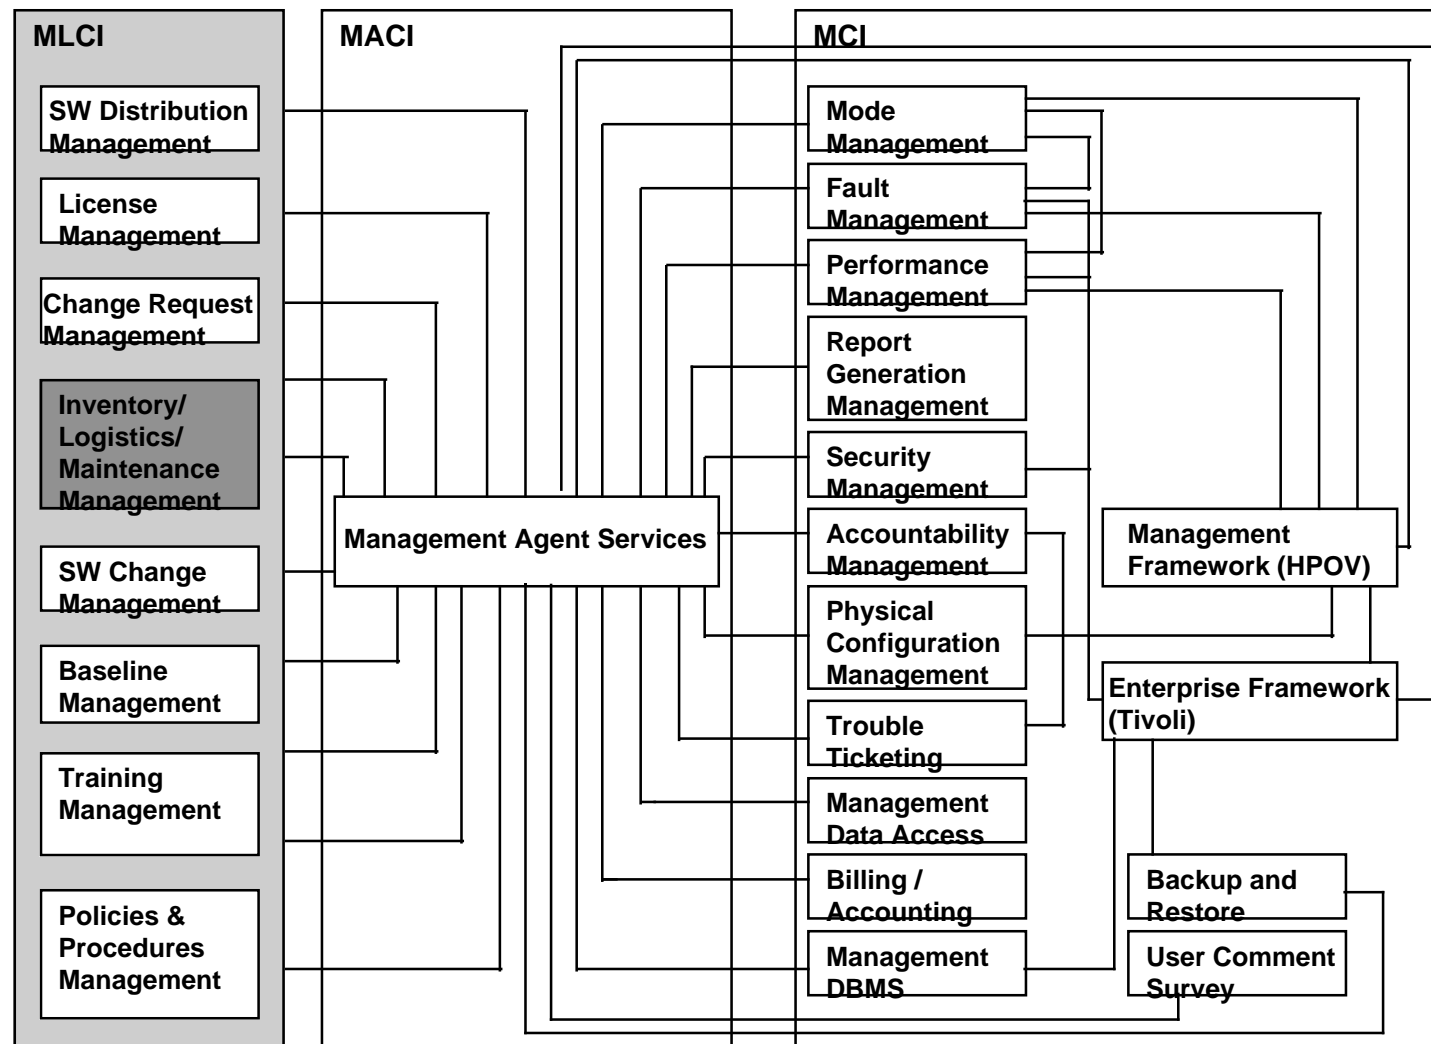 MLCI
SW Distribution
Management
License
Management
Change Request
Management
Inventory/
Logistics/
Maintenance
Management
SW Change
Management
Baseline
Management
Training
Management
Policies &
Procedures
Management
MACI
Management Agent Services
MCI
Mode
Management
Fault
Management
Performance
Management
Report
Generation
Management
Security
Management
Accountability
Management
Physical
Configuration
Management
Trouble
Ticketing
Management
Data Access
Billing /
Accounting
Management
DBMS
Management
Framework (HPOV)
Enterprise Framework
(Tivoli)
Backup and
Restore
User Comment
Survey